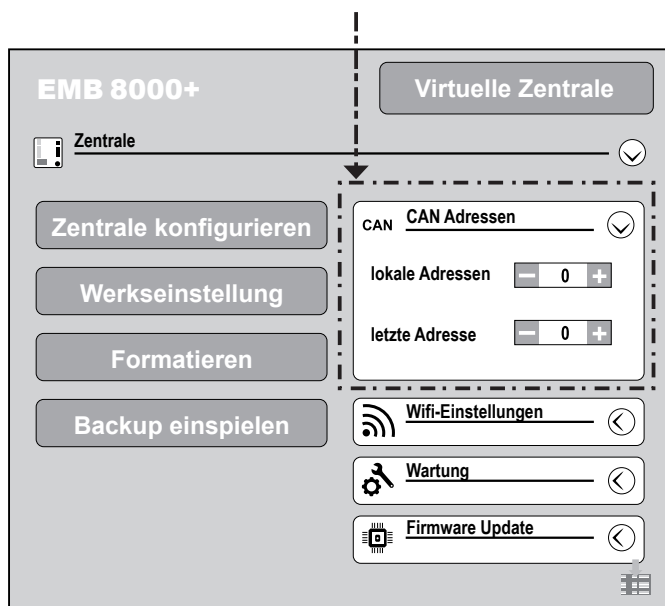 EMB 8000+
Virtuelle Zentrale
Zentrale
Zentrale konfigurieren
Werkseinstellung
Formatieren
Backup einspielen
CAN CAN Adressen
lokale Adressen – 0 +
letzte Adresse – 0 +
Wifi-Einstellungen
Wartung
Firmware Update